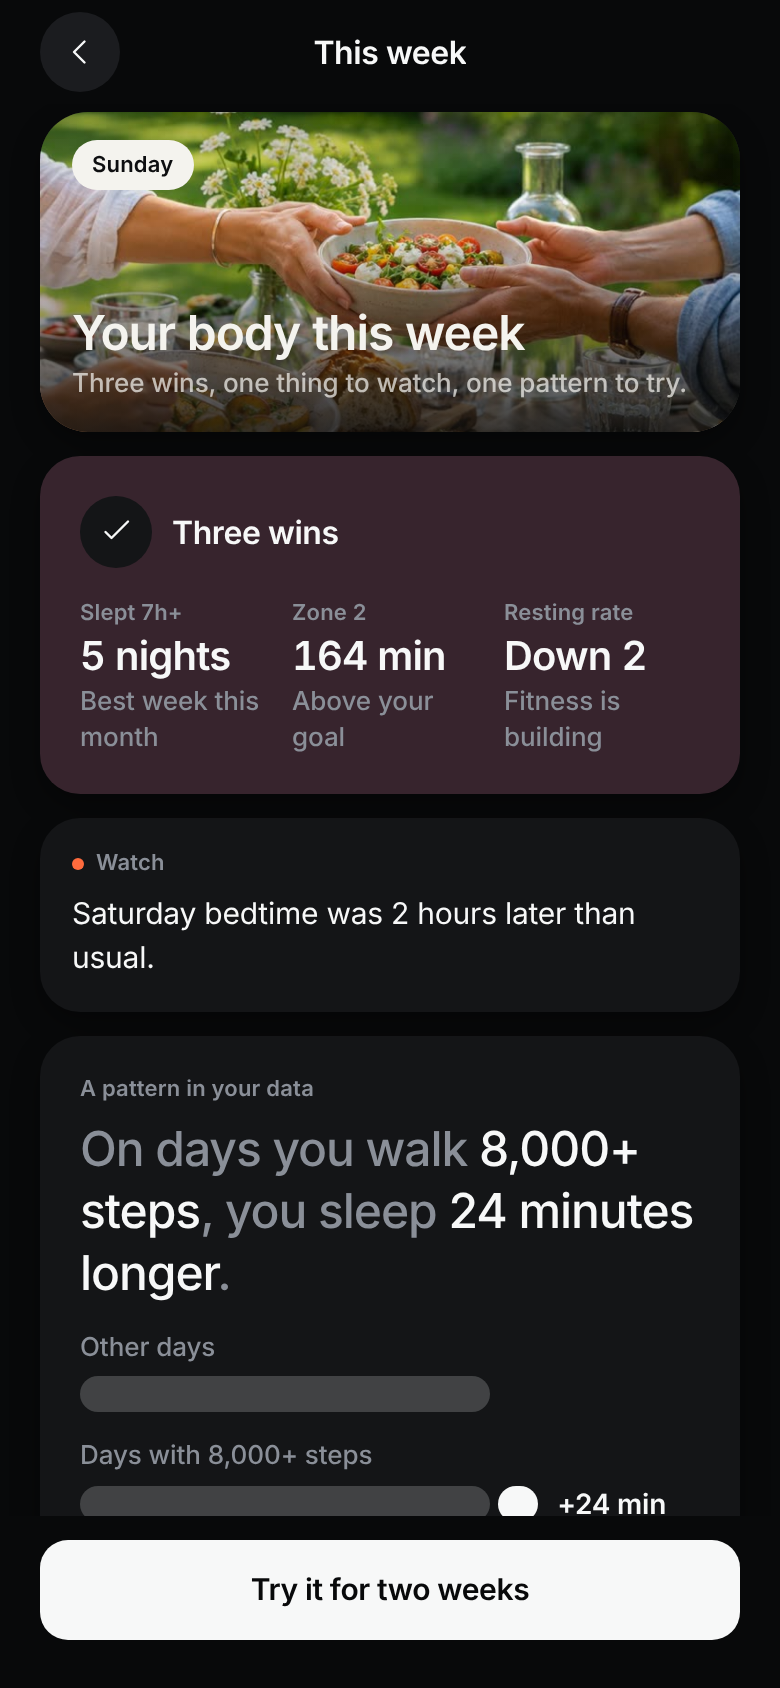 This week
Sunday
Your body this week
Three wins, one thing to watch, one pattern to try.
Three wins
Slept 7h+
5 nights
Best week this
month
Zone 2
164 min
Above your
goal
Resting rate
Down 2
Fitness is
building
Watch
Saturday bedtime was 2 hours later than
usual.
A pattern in your data
On days you walk 8,000+
steps, you sleep 24 minutes
longer.
Other days
Days with 8,000+ steps
+24 min
Try it for two weeks